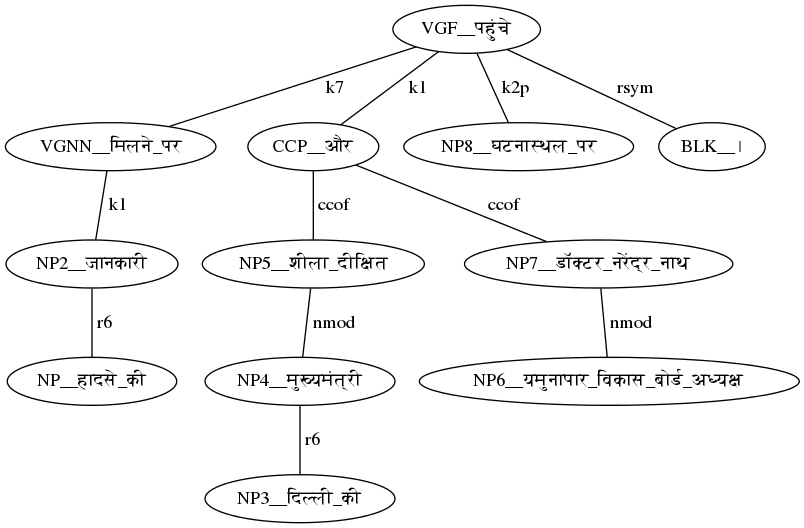 VGF__पहुंचे
k7 k1 k2p rsym
VGNN__मिलने_पर CCP__और NP8__घटनास्थल_पर BLK__।
k1 ccof ccof
NP2__जानकारी NP5__शीला_दीक्षित NP7__डॉक्टर_नरेंद्र_नाथ
r6 nmod nmod
NP__हादसे_की NP4__मुख्यमंत्री NP6__यमुनापार_विकास_बोर्ड_अध्यक्ष
r6
NP3__दिल्ली_की